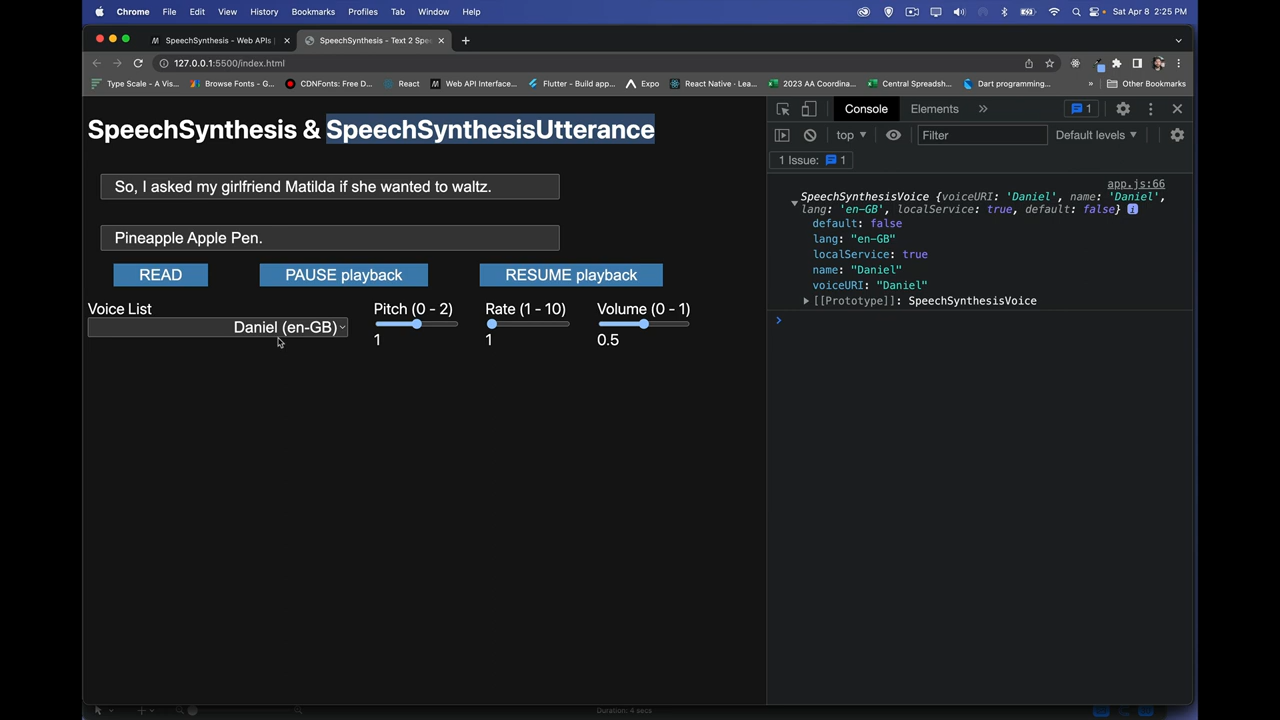 Chrome File Edit View History Bookmarks Profiles Tab Window Help Sat Apr 8 2:25 PM
SpeechSynthesis - Web APIs | SpeechSynthesis - Text 2 Spe
127.0.0.1:5500/index.html
Type Scale - A Vis... Browse Fonts - G... CDNFonts: Free D... React Web API Interface... Flutter - Build app... Expo React Native - Lea... 2023 AA Coordina... Central Spreadsh... Dart programming... » Other Bookmarks
SpeechSynthesis & SpeechSynthesisUtterance
So, I asked my girlfriend Matilda if she wanted to waltz.
Pineapple Apple Pen.
READ PAUSE playback RESUME playback
Voice List Pitch (0 - 2) Rate (1 - 10) Volume (0 - 1)
Daniel (en-GB)
1 1 0.5
Console Elements » 1
top Filter Default levels
1 Issue: 1
app.js:66
SpeechSynthesisVoice {voiceURI: 'Daniel', name: 'Daniel',
lang: 'en-GB', localService: true, default: false} i
default: false
lang: "en-GB"
localService: true
name: "Daniel"
voiceURI: "Daniel"
[[Prototype]]: SpeechSynthesisVoice
Duration: 4 secs